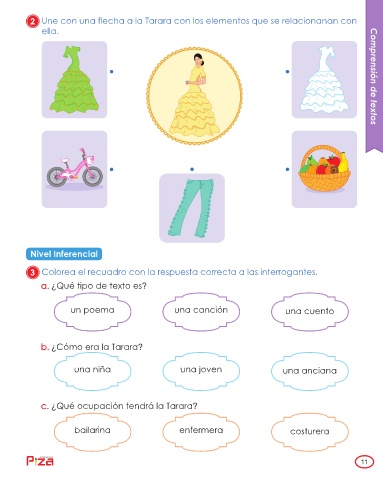 2 Une con una flecha a la Tarara con los elementos que se relacionanan con
ella.
Comprensión de textos
Nivel Inferencial
3 Colorea el recuadro con la respuesta correcta a las interrogantes.
a. ¿Qué tipo de texto es?
un poema
una canción
una cuento
b. ¿Cómo era la Tarara?
una niña
una joven
una anciana
c. ¿Qué ocupación tendrá la Tarara?
bailarina
enfermera
costurera
PIZA
11